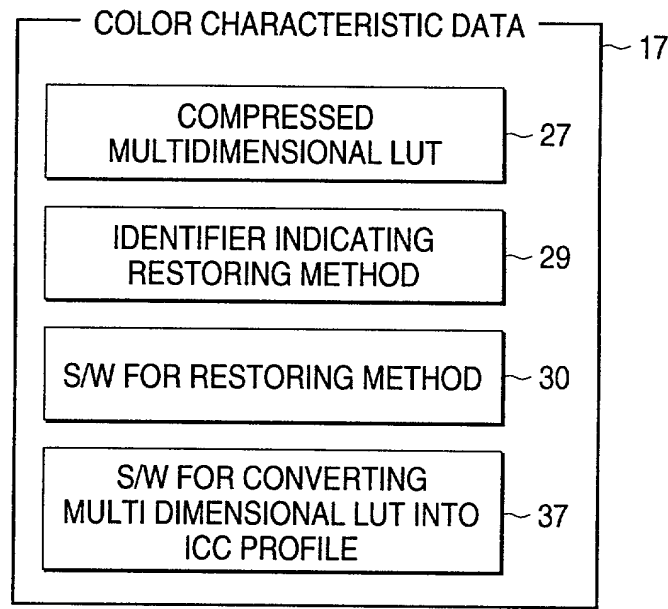 COLOR CHARACTERISTIC DATA
17
COMPRESSED
MULTIDIMENSIONAL LUT
27
IDENTIFIER INDICATING
RESTORING METHOD
29
S/W FOR RESTORING METHOD
30
S/W FOR CONVERTING
MULTI DIMENSIONAL LUT INTO
ICC PROFILE
37